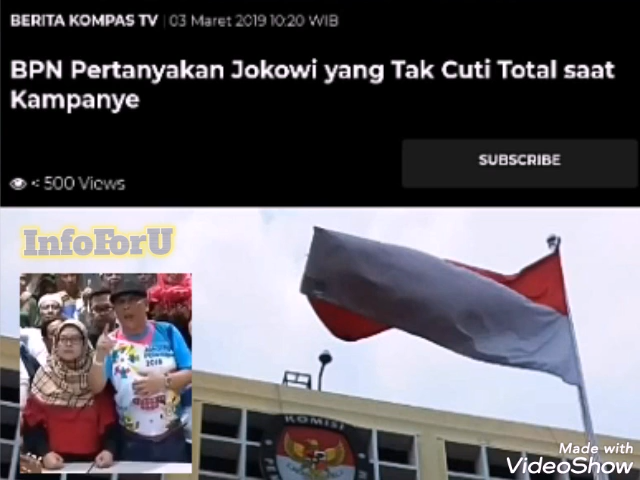 BERITA KOMPAS TV | 03 Maret 2019 10:20 WIB
BPN Pertanyakan Jokowi yang Tak Cuti Total saat
Kampanye
SUBSCRIBE
< 500 Views
InfoForU
2018
KOMISI
Made with
VideoShow